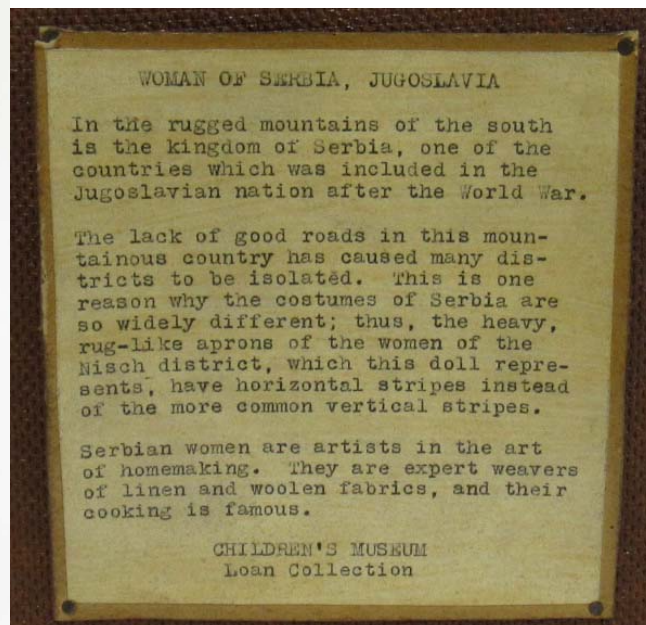 WOMAN OF SERBIA, JUGOSLAVIA
In the rugged mountains of the south
is the kingdom of Serbia, one of the
countries which was included in the
Jugoslavian nation after the World War.
The lack of good roads in this moun-
tainous country has caused many dis-
tricts to be isolated. This is one
reason why the costumes of Serbia are
so widely different; thus, the heavy,
rug-like aprons of the women of the
Nisch district, which this doll repre-
sents, have horizontal stripes instead
of the more common vertical stripes.
Serbian women are artists in the art
of homemaking. They are expert weavers
of linen and woolen fabrics, and their
cooking is famous.
CHILDREN'S MUSEUM
Loan Collection